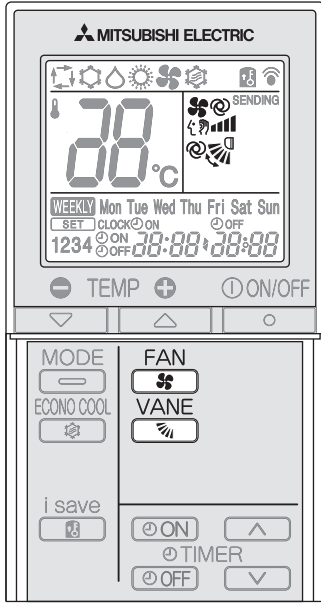 MITSUBISHI ELECTRIC
SENDING
88°C
WEEKLY Mon Tue Wed Thu Fri Sat Sun
SET CLOCK ON OFF
1234 ON OFF 88:88 88:88
TEMP ON/OFF
MODE FAN
ECONO COOL VANE
i save
ON
TIMER
OFF